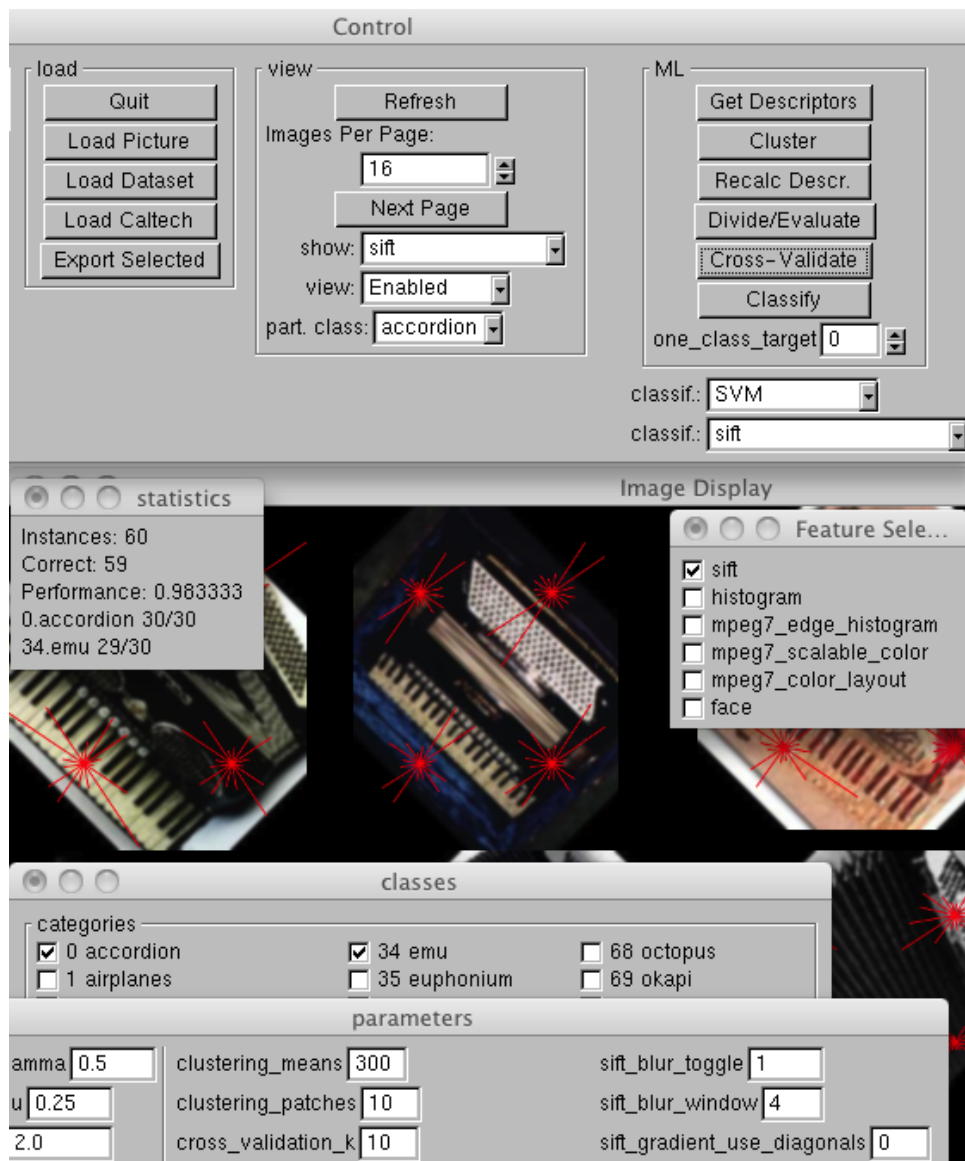 Control
load
Quit
Load Picture
Load Dataset
Load Caltech
Export Selected
view
Refresh
Images Per Page:
16
Next Page
show: sift
view: Enabled
part. class: accordion
ML
Get Descriptors
Cluster
Recalc Descr.
Divide/Evaluate
Cross-Validate
Classify
one_class_target 0
classif.: SVM
classif.: sift
Image Display
statistics
Instances: 60
Correct: 59
Performance: 0.983333
0.accordion 30/30
34.emu 29/30
Feature Sele...
sift
histogram
mpeg7_edge_histogram
mpeg7_scalable_color
mpeg7_color_layout
face
classes
categories
0 accordion 34 emu 68 octopus
1 airplanes 35 euphonium 69 okapi
parameters
amma 0.5 clustering_means 300 sift_blur_toggle 1
u 0.25 clustering_patches 10 sift_blur_window 4
2.0 cross_validation_k 10 sift_gradient_use_diagonals 0